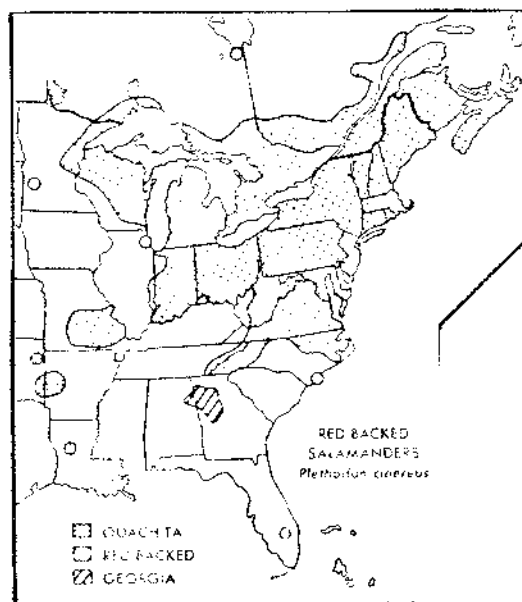 RED BACKED
SALAMANDERS
Plethodon cinereus
OUACHITA
RED BACKED
GEORGIA